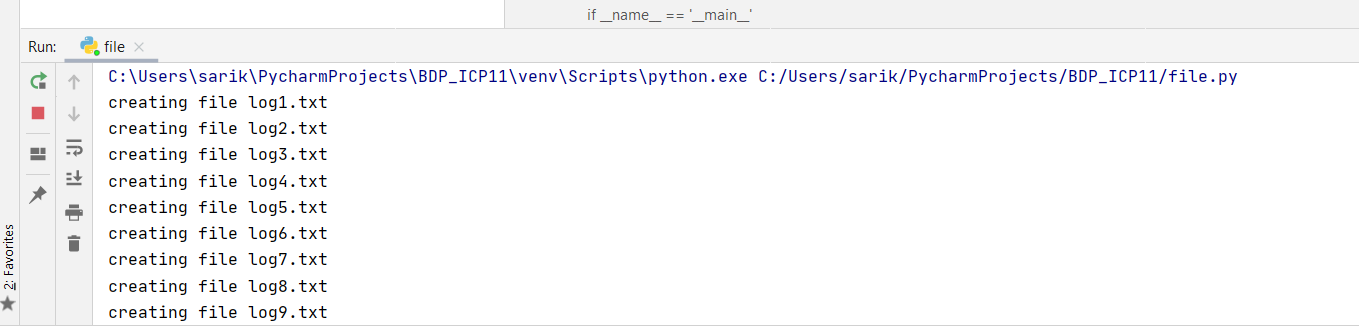 if __name__ == '__main__'
Run: file
C:\Users\sarik\PycharmProjects\BDP_ICP11\venv\Scripts\python.exe C:/Users/sarik/PycharmProjects/BDP_ICP11/file.py
creating file log1.txt
creating file log2.txt
creating file log3.txt
creating file log4.txt
creating file log5.txt
creating file log6.txt
creating file log7.txt
creating file log8.txt
creating file log9.txt
2: Favorites